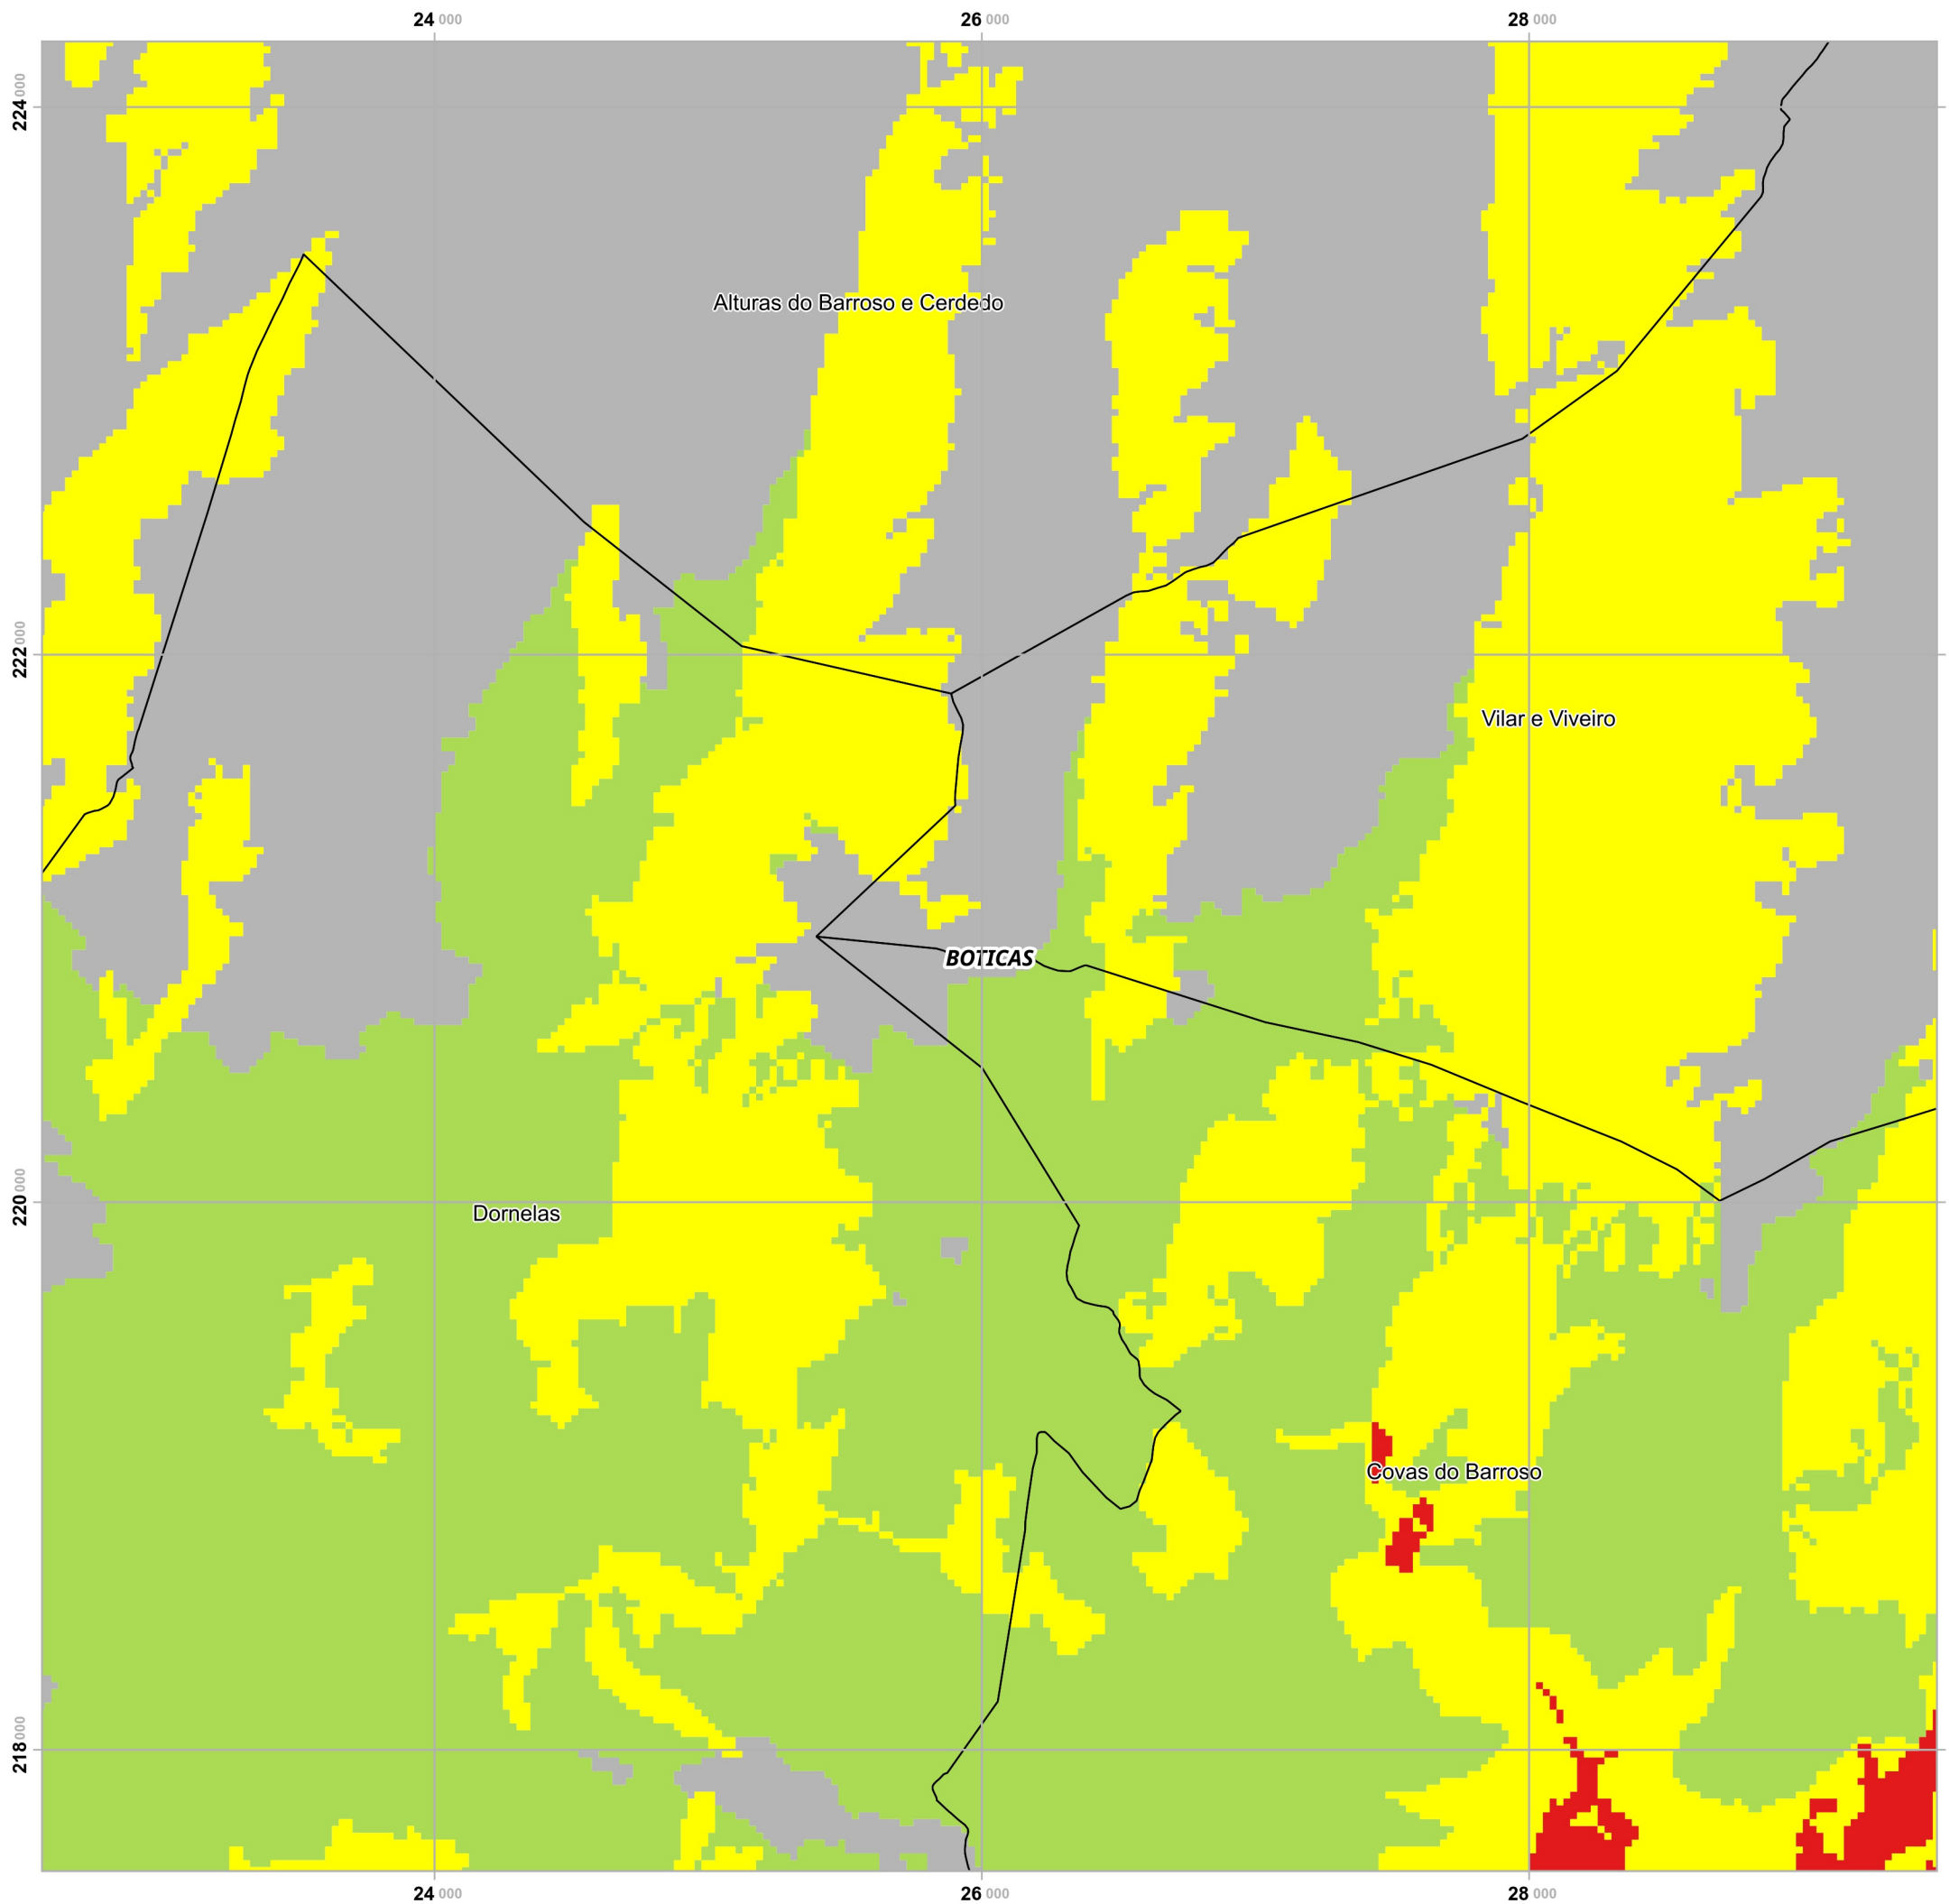 24 000 26 000 28 000
224 000
Alturas do Barroso e Cerdedo
222 000
Vilar e Viveiro
BOTICAS
220 000
Dornelas
Covas do Barroso
218 000
24 000 26 000 28 000